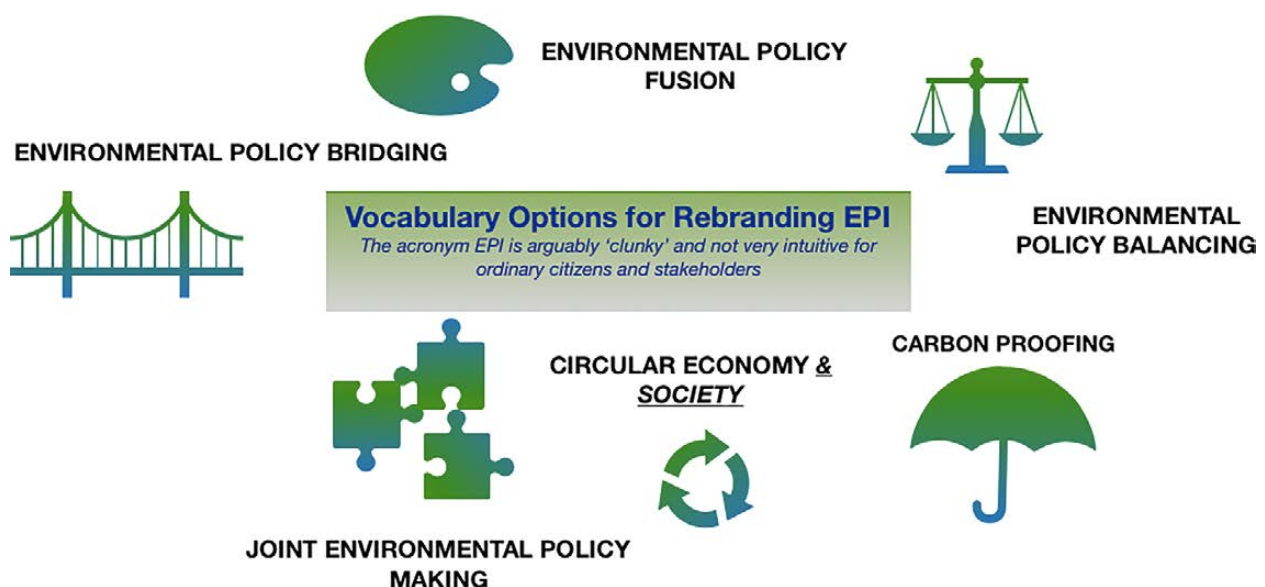 ENVIRONMENTAL POLICY
FUSION
ENVIRONMENTAL POLICY BRIDGING
Vocabulary Options for Rebranding EPI
The acronym EPI is arguably ‘clunky’ and not very intuitive for
ordinary citizens and stakeholders
ENVIRONMENTAL
POLICY BALANCING
CARBON PROOFING
CIRCULAR ECONOMY &
SOCIETY
JOINT ENVIRONMENTAL POLICY
MAKING